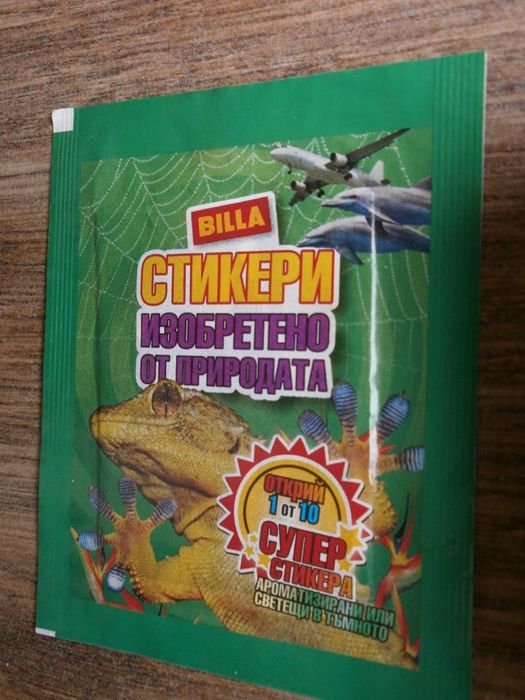 BILLA
СТИКЕРИ
ИЗОБРЕТЕНО
ОТ ПРИРОДАТА
ОТКРИЙ
1 ОТ 10
СУПЕР
СТИКЕРА
АРОМАТИЗИРАНИ ИЛИ
СВЕТЕЩИ В ТЪМНОТО